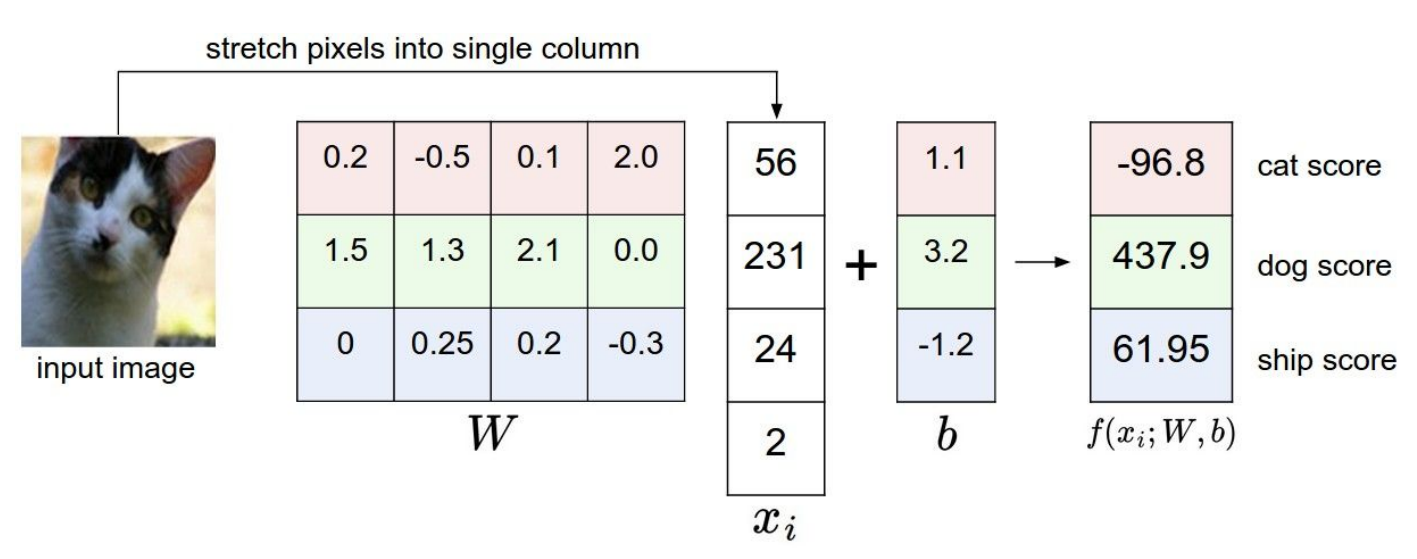 stretch pixels into single column
0.2 -0.5 0.1 2.0
1.5 1.3 2.1 0.0
0 0.25 0.2 -0.3
W
56
231
24
2
x_i
+
1.1
3.2
-1.2
b
-96.8 cat score
437.9 dog score
61.95 ship score
f(x_i; W, b)
input image